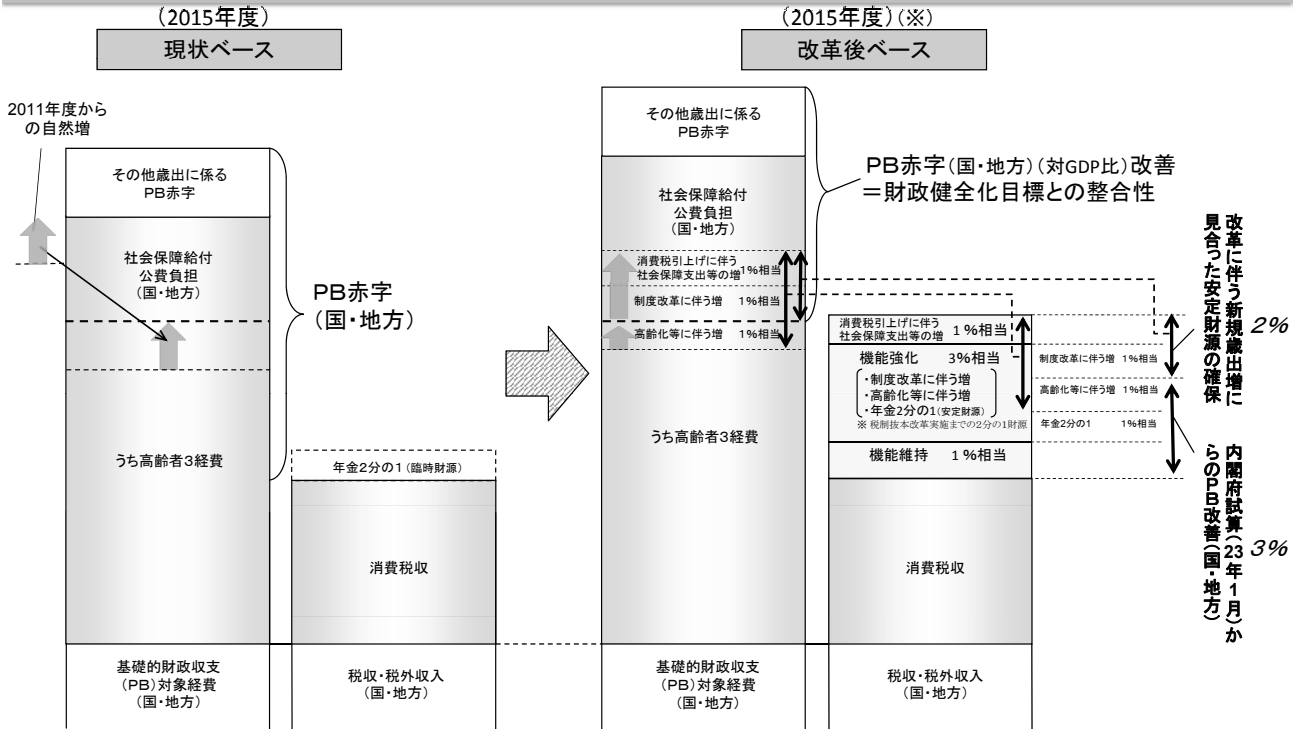 (2015年度)
現状ベース
2011年度から
の自然増
その他歳出に係る
PB赤字
社会保障給付
公費負担
(国・地方)
うち高齢者3経費
基礎的財政収支
(PB)対象経費
(国・地方)
PB赤字
(国・地方)
年金2分の1 (臨時財源)
消費税収
税収・税外収入
(国・地方)
(2015年度)(※)
改革後ベース
その他歳出に係る
PB赤字
社会保障給付
公費負担
(国・地方)
消費税引上げに伴う
社会保障支出等の増 1%相当
制度改革に伴う増 1%相当
高齢化等に伴う増 1%相当
うち高齢者3経費
基礎的財政収支
(PB)対象経費
(国・地方)
PB赤字(国・地方)(対GDP比)改善
=財政健全化目標との整合性
消費税引上げに伴う
社会保障支出等の増 1%相当
機能強化 3%相当
・制度改革に伴う増
・高齢化等に伴う増
・年金2分の1(安定財源)
※ 税制抜本改革実施までの2分の1財源
機能維持 1%相当
消費税収
税収・税外収入
(国・地方)
制度改革に伴う増 1%相当
高齢化等に伴う増 1%相当
年金2分の1 1%相当
改革に伴う新規歳出増に
見合った安定財源の確保
2%
内閣府試算(23年1月)か
らのPB改善(国・地方)
3%